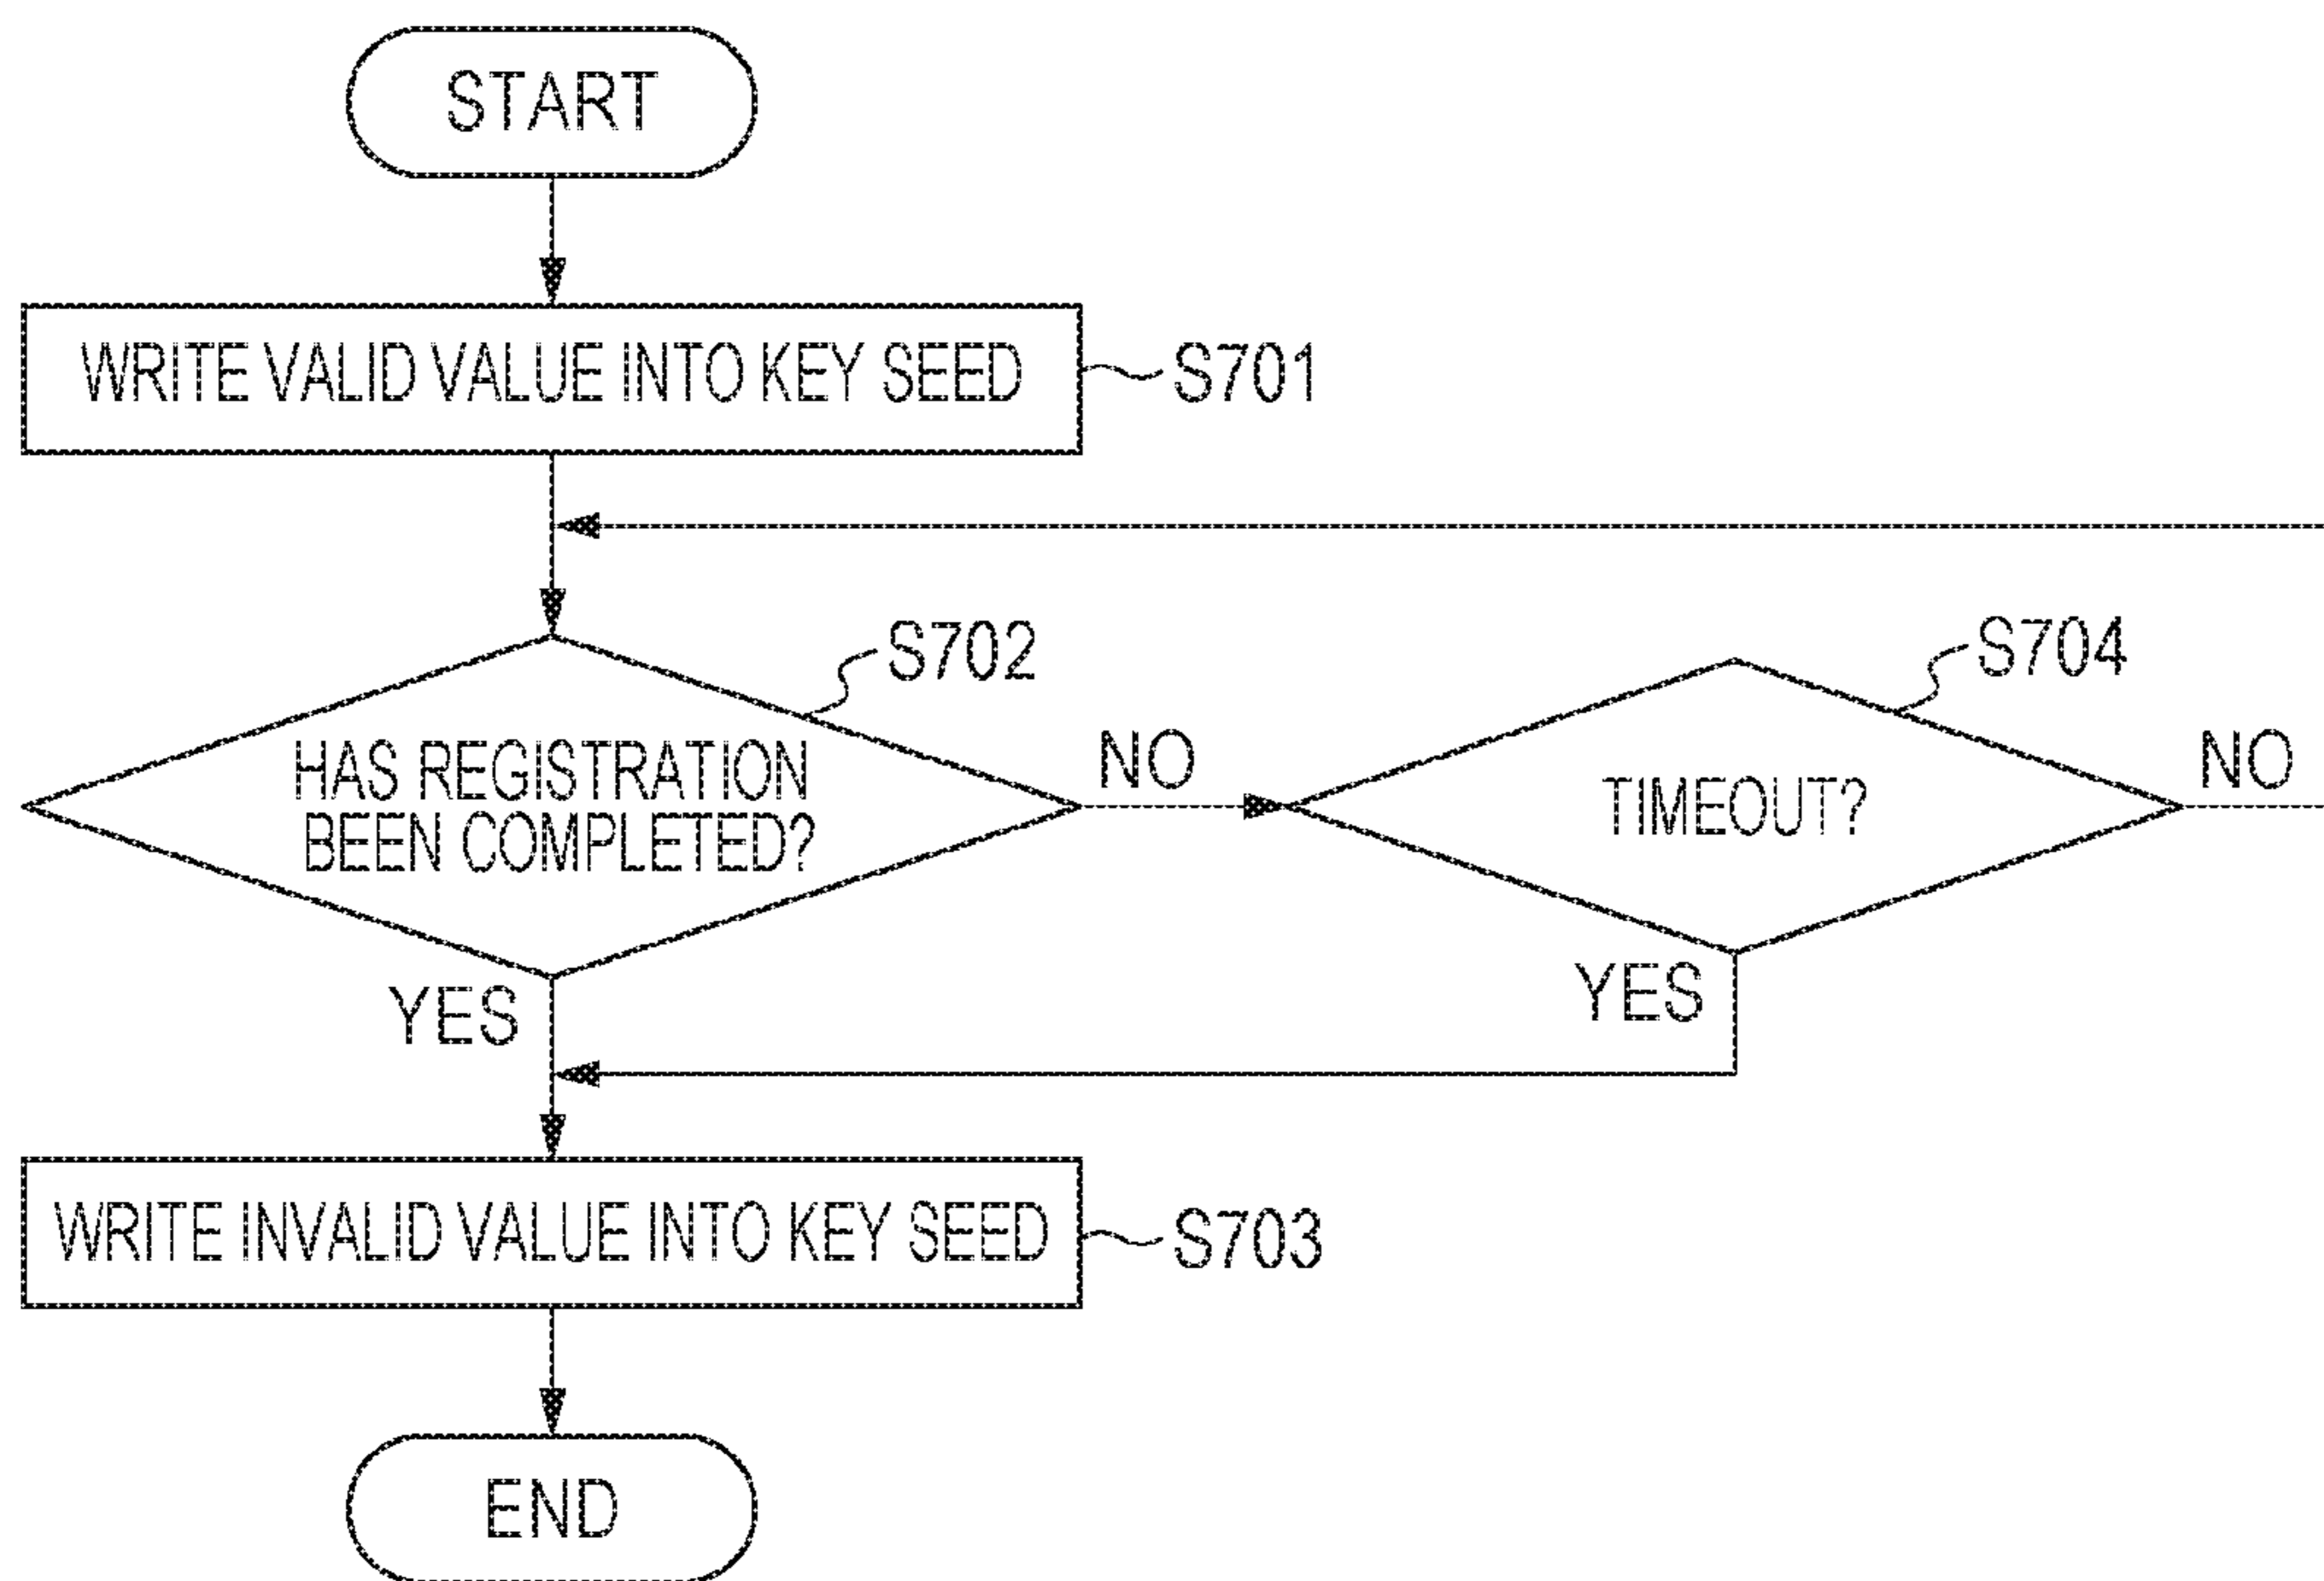 START
WRITE VALID VALUE INTO KEY SEED
S701
S702
S704
HAS REGISTRATION
BEEN COMPLETED?
NO
TIMEOUT?
NO
YES
YES
WRITE INVALID VALUE INTO KEY SEED
S703
END